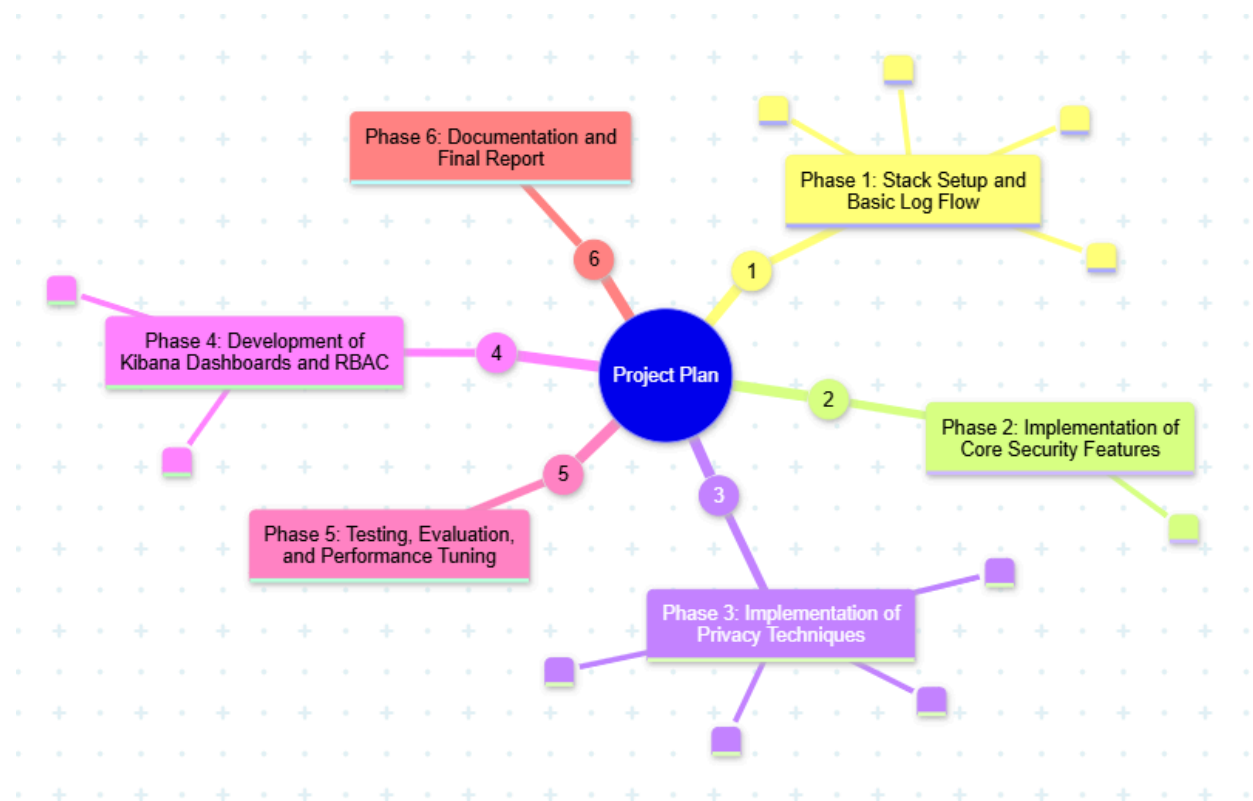 Project Plan
1
Phase 1: Stack Setup and
Basic Log Flow
2
Phase 2: Implementation of
Core Security Features
3
Phase 3: Implementation of
Privacy Techniques
4
Phase 4: Development of
Kibana Dashboards and RBAC
5
Phase 5: Testing, Evaluation,
and Performance Tuning
6
Phase 6: Documentation and
Final Report